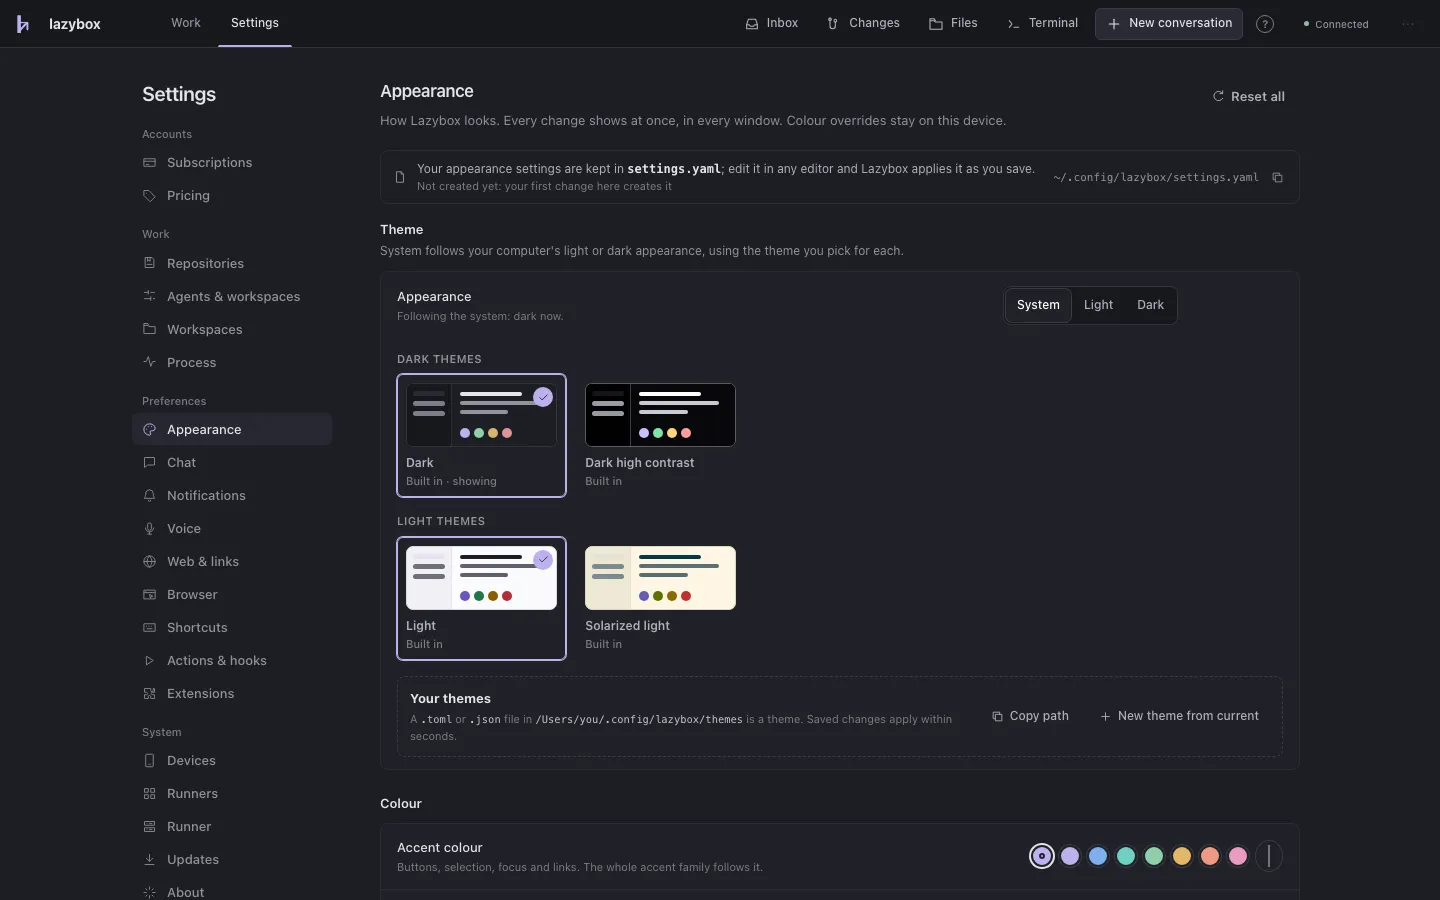 lazybox
Work
Settings
Inbox
Changes
Files
Terminal
New conversation
?
Connected
Settings
Accounts
Subscriptions
Pricing
Work
Repositories
Agents & workspaces
Workspaces
Process
Preferences
Appearance
Chat
Notifications
Voice
Web & links
Browser
Shortcuts
Actions & hooks
Extensions
System
Devices
Runners
Runner
Updates
About
Appearance
Reset all
How Lazybox looks. Every change shows at once, in every window. Colour overrides stay on this device.
Your appearance settings are kept in settings.yaml; edit it in any editor and Lazybox applies it as you save.
Not created yet: your first change here creates it
~/.config/lazybox/settings.yaml
Theme
System follows your computer's light or dark appearance, using the theme you pick for each.
Appearance
Following the system: dark now.
System
Light
Dark
DARK THEMES
Dark
Built in · showing
Dark high contrast
Built in
LIGHT THEMES
Light
Built in
Solarized light
Built in
Your themes
A .toml or .json file in /Users/you/.config/lazybox/themes is a theme. Saved changes apply within
seconds.
Copy path
New theme from current
Colour
Accent colour
Buttons, selection, focus and links. The whole accent family follows it.